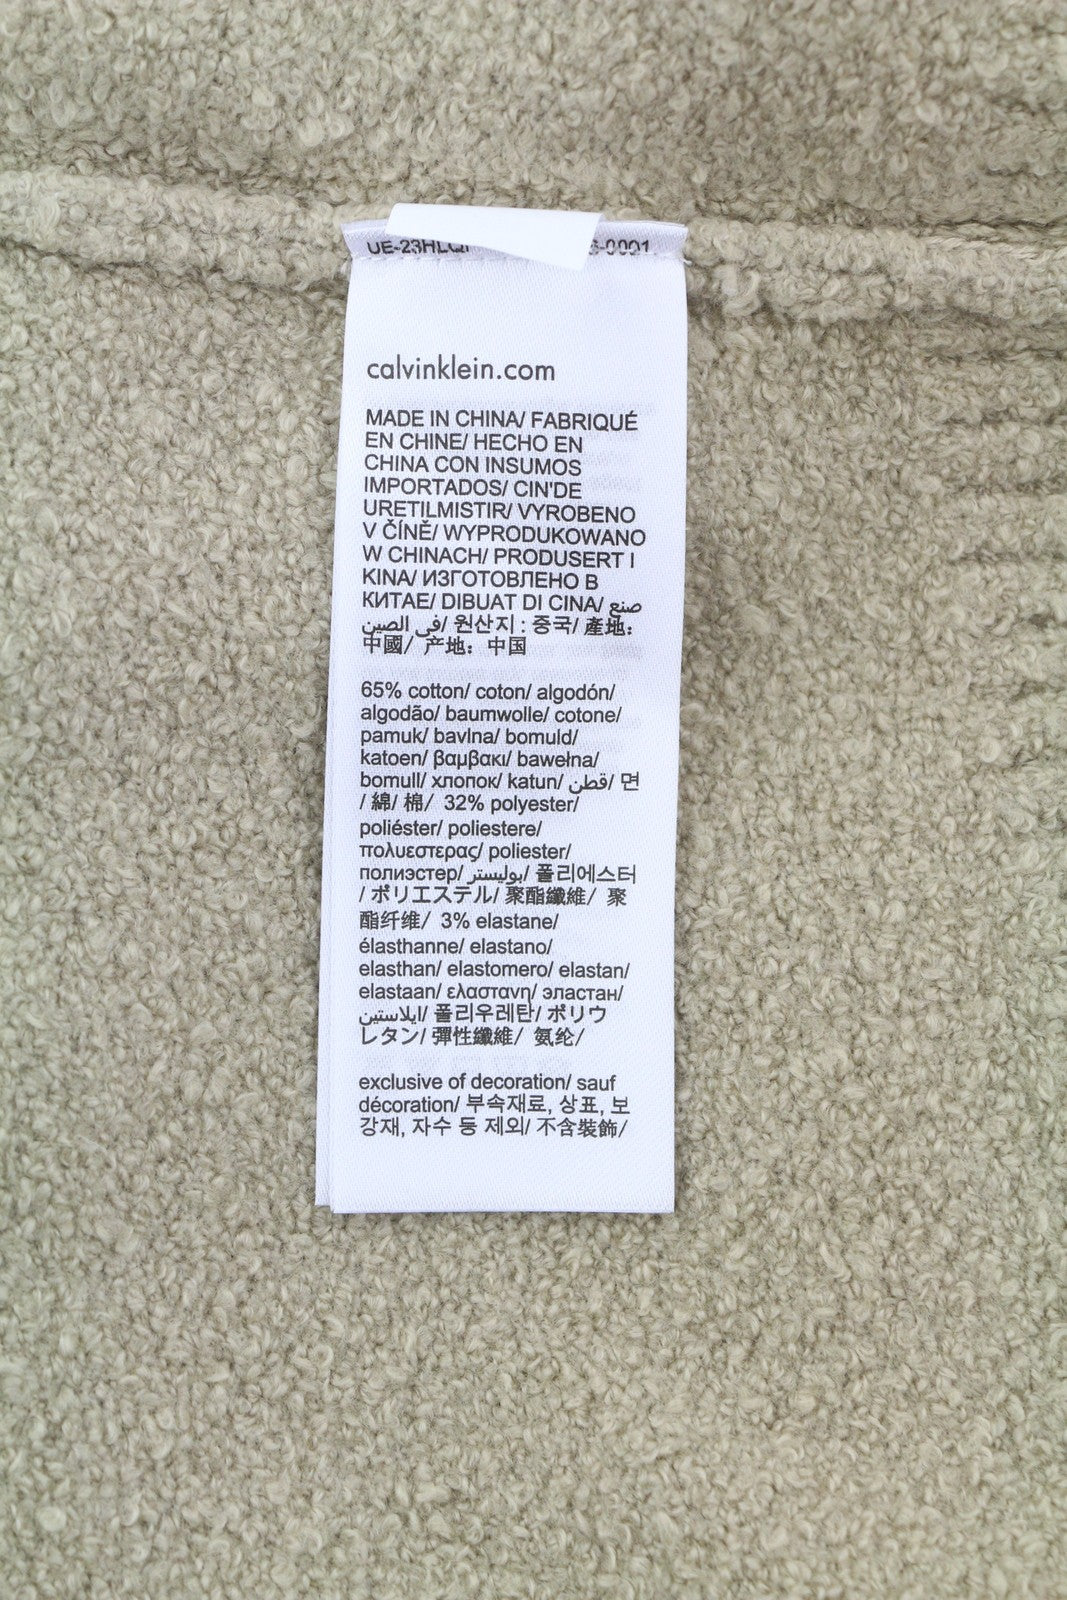 UE-23HLQ 0001
calvinklein.com
MADE IN CHINA/ FABRIQUÉ
EN CHINE/ HECHO EN
CHINA CON INSUMOS
IMPORTADOS/ CIN'DE
URETILMISTIR/ VYROBENO
V ČÍNĚ/ WYPRODUKOWANO
W CHINACH/ PRODUSERT I
KINA/ ИЗГОТОВЛЕНО В
КИТАЕ/ DIBUAT DI CINA/ صنع
في الصين/ 원산지 : 중국/ 產地：
中國/ 产地：中国
65% cotton/ coton/ algodón/
algodão/ baumwolle/ cotone/
pamuk/ bavlna/ bomuld/
katoen/ βαμβακι/ bawełna/
bomull/ хлопок/ katun/ قطن/ 면
/ 綿/ 棉/ 32% polyester/
poliéster/ poliestere/
πολυεστερας/ poliester/
полиэстер/ بوليستر/ 폴리에스터
/ ポリエステル/ 聚酯纖維/ 聚
酯纤维/ 3% elastane/
élasthanne/ elastano/
elasthan/ elastomero/ elastan/
elastaan/ ελαστανη/ эластан/
ايلاستين/ 폴리우레탄/ ポリウ
レタン/ 彈性纖維/ 氨纶/
exclusive of decoration/ sauf
décoration/ 부속재료, 상표, 보
강재, 자수 등 제외/ 不含裝飾/